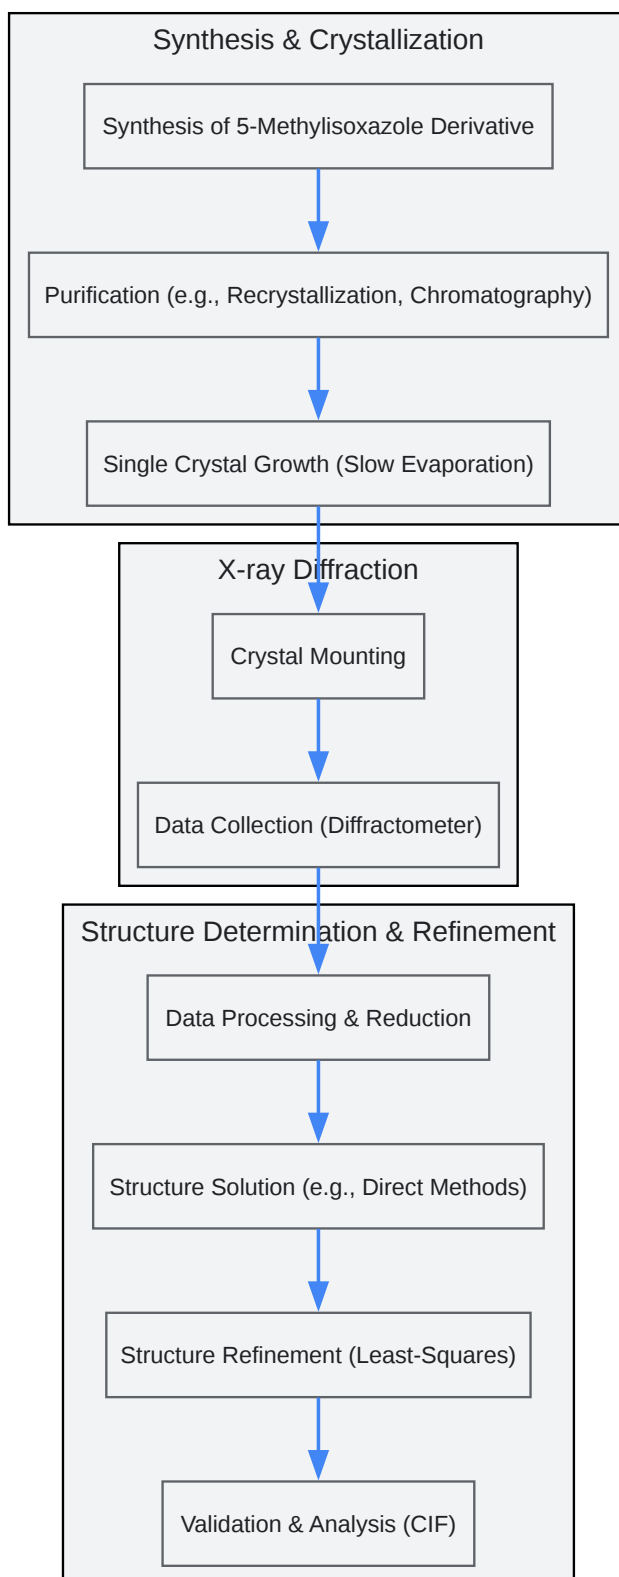 Synthesis & Crystallization
Synthesis of 5-Methylisoxazole Derivative
Purification (e.g., Recrystallization, Chromatography)
Single Crystal Growth (Slow Evaporation)
X-ray Diffraction
Crystal Mounting
Data Collection (Diffractometer)
Structure Determination & Refinement
Data Processing & Reduction
Structure Solution (e.g., Direct Methods)
Structure Refinement (Least-Squares)
Validation & Analysis (CIF)